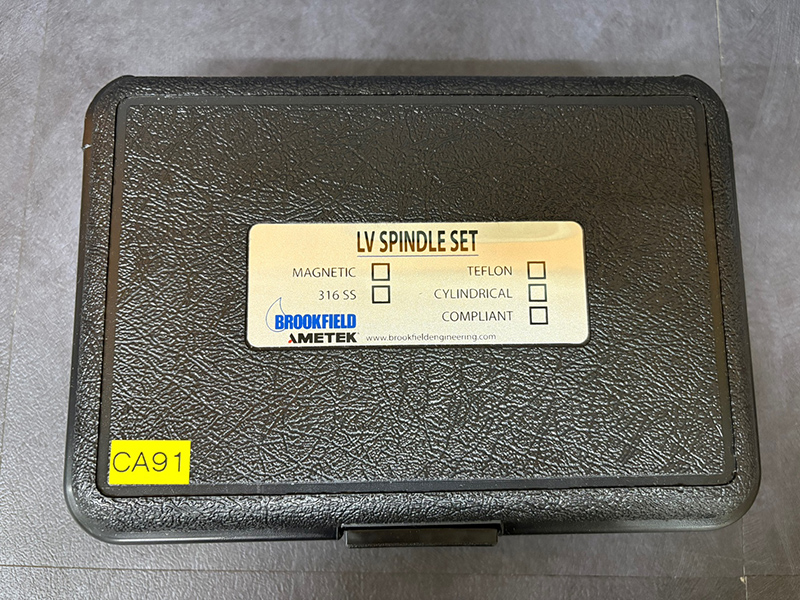 LV SPINDLE SET
MAGNETIC
TEFLON
316 SS
CYLINDRICAL
COMPLIANT
BROOKFIELD
AMETEK
www.brookfieldengineering.com
CA91